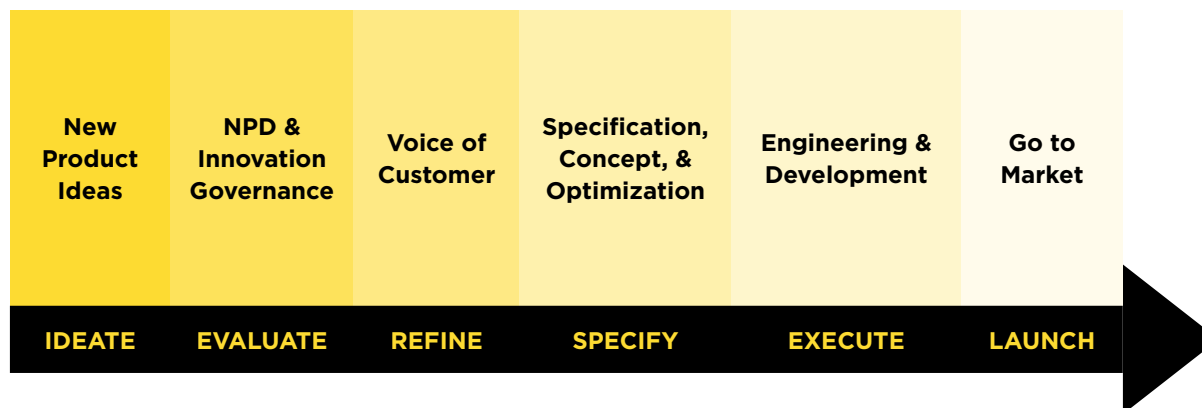 New
Product
Ideas
NPD &
Innovation
Governance
Voice of
Customer
Specification,
Concept, &
Optimization
Engineering &
Development
Go to
Market
IDEATE
EVALUATE
REFINE
SPECIFY
EXECUTE
LAUNCH